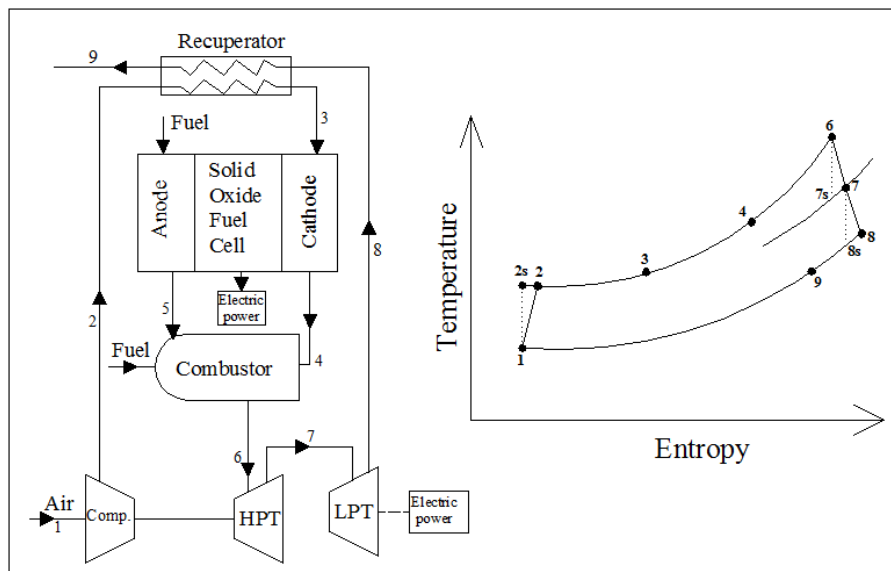 Recuperator
9
3
Fuel
Anode
Solid
Oxide
Fuel
Cell
Cathode
8
2
5
Electric
power
4
Fuel
Combustor
6
7
Air
1
Comp.
HPT
LPT
Electric
power
Temperature
6
7s
7
4
8s
8
2s
2
3
9
1
Entropy